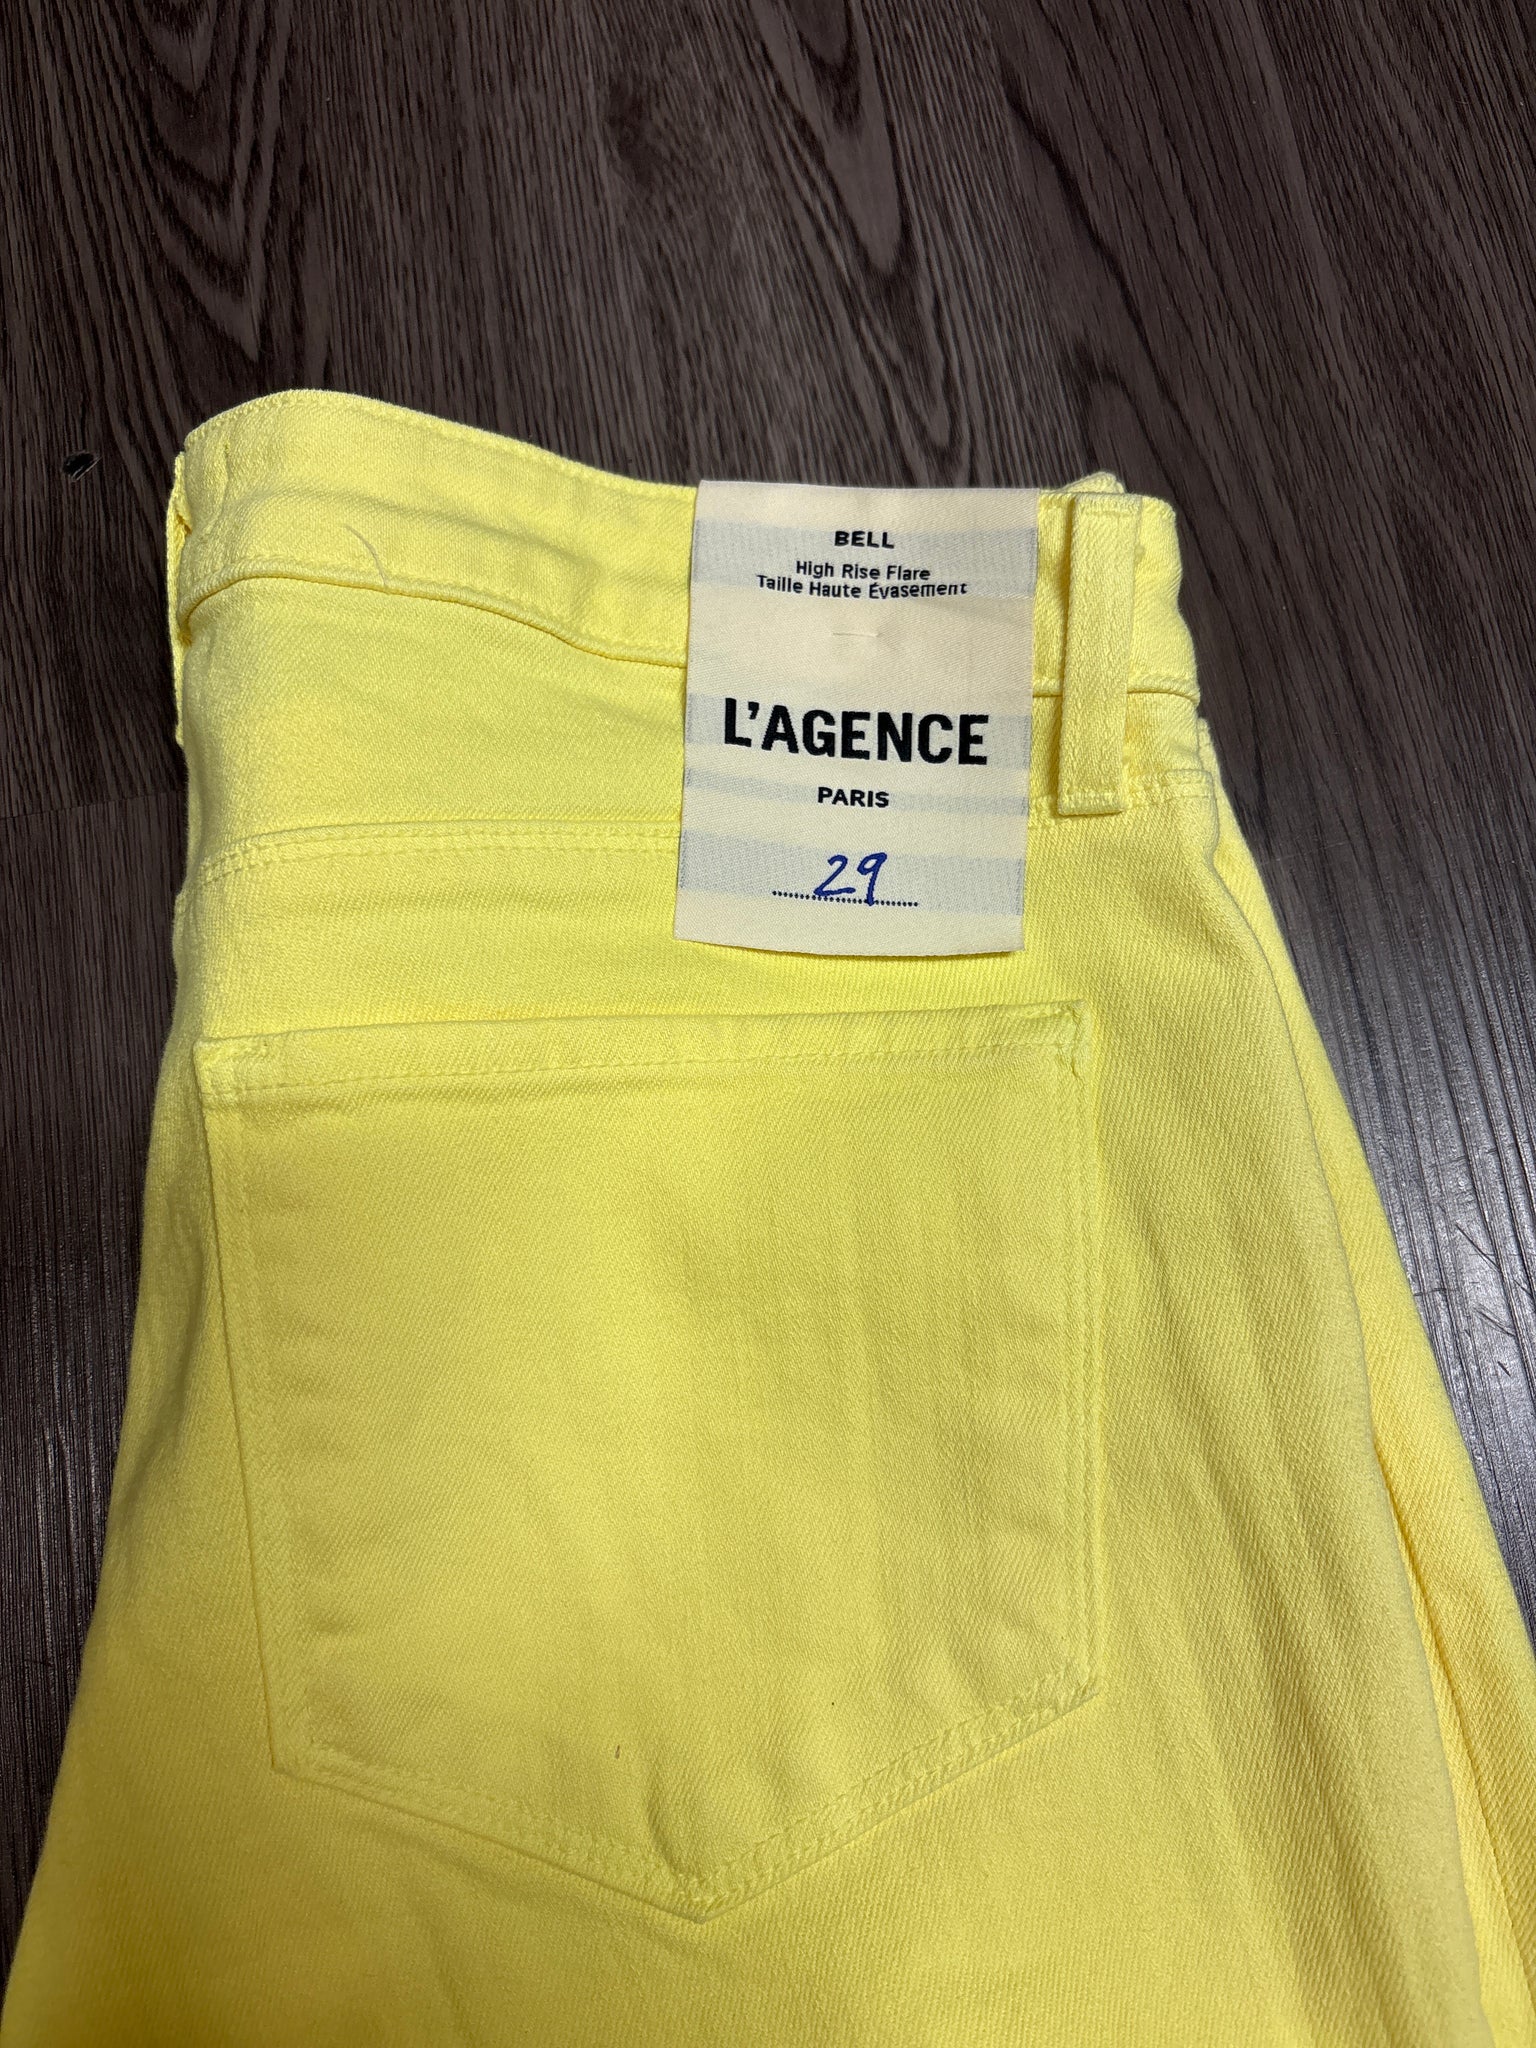 BELL
High Rise Flare
Taille Haute Évasement
L'AGENCE
PARIS
29